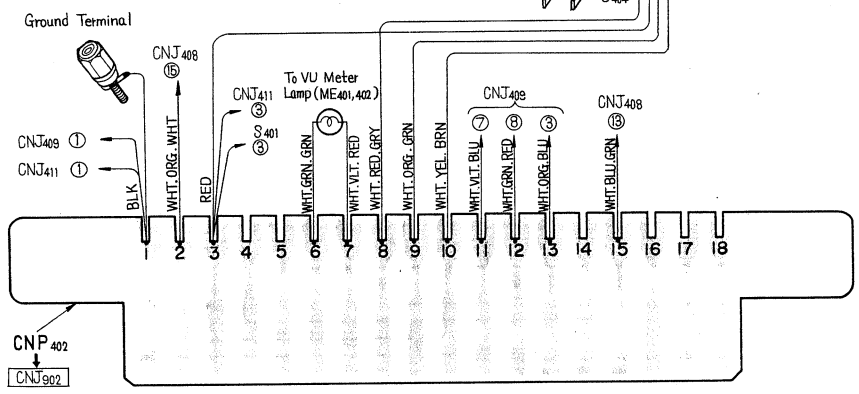 S404
Ground Terminal
CNJ408
⑮
CNJ411
③
S401
③
To VU Meter
Lamp (ME401,402)
CNJ409
⑦ ⑧ ③
CNJ408
⑬
CNJ409 ①
CNJ411 ①
BLK
WHT.ORG.WHT
RED
WHT.GRN.GRN
WHT.VLT.RED
WHT.RED.GRY
WHT.ORG.GRN
WHT.YEL.BRN
WHT.VLT.BLU
WHT.GRN.RED
WHT.ORG.BLU
WHT.BLU.GRN
1 2 3 4 5 6 7 8 9 10 11 12 13 14 15 16 17 18
CNP402
CNJ902